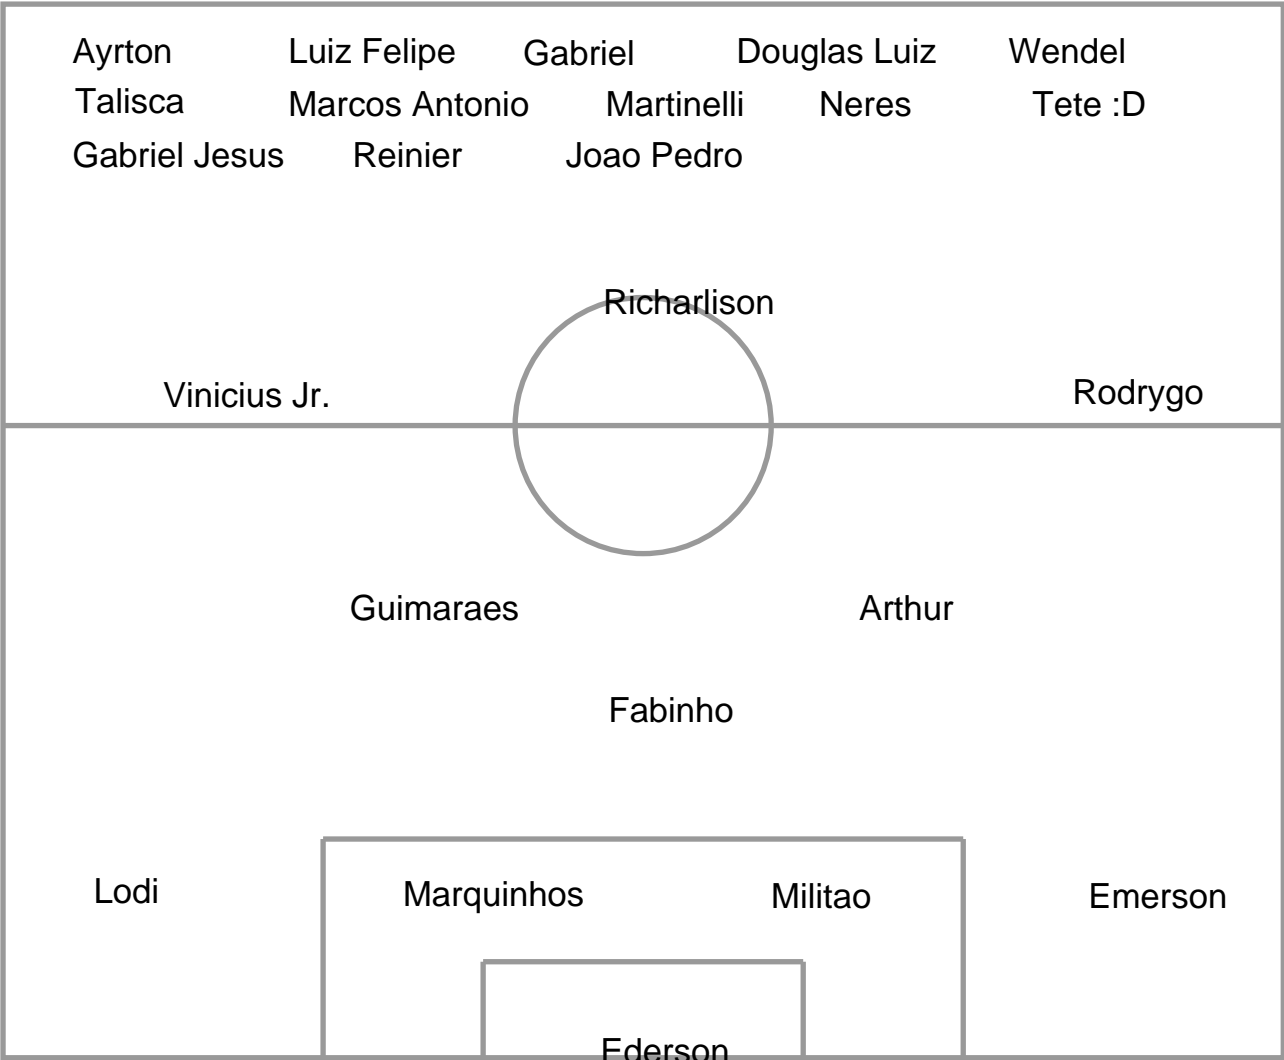 Ayrton Luiz Felipe Gabriel Douglas Luiz Wendel
Talisca Marcos Antonio Martinelli Neres Tete :D
Gabriel Jesus Reinier Joao Pedro
Richarlison
Vinicius Jr. Rodrygo
Guimaraes Arthur
Fabinho
Lodi Marquinhos Militao Emerson
Ederson